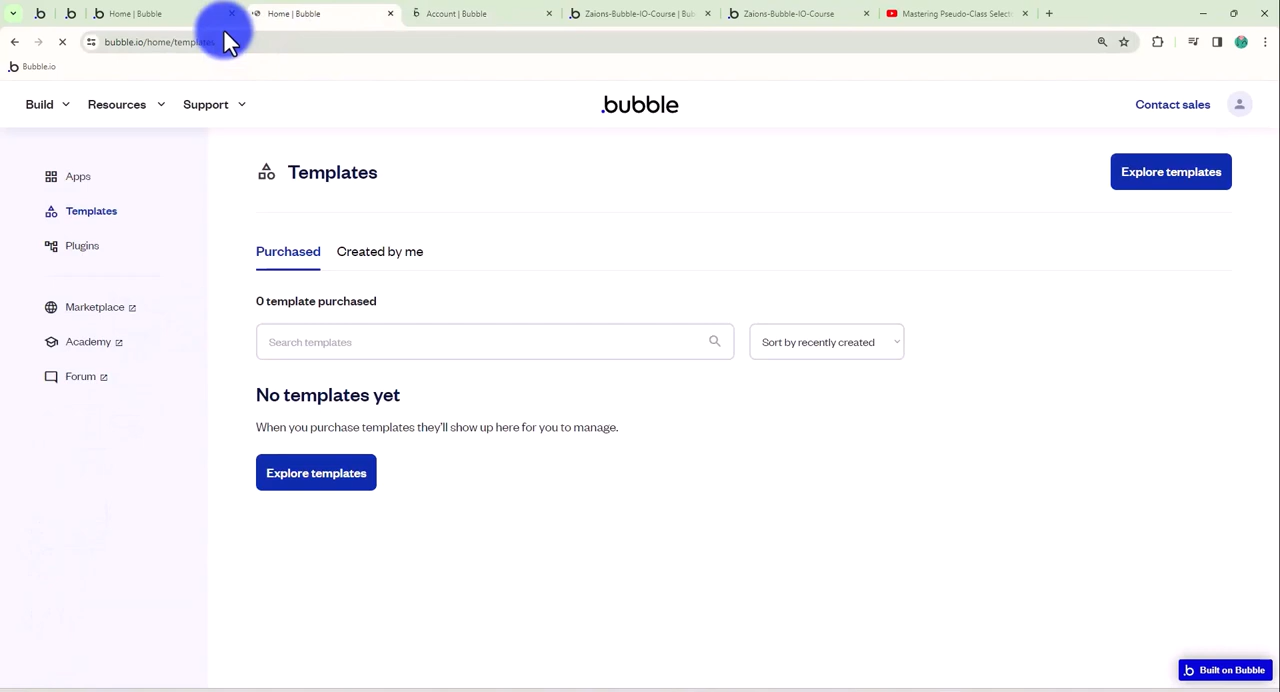 Home | Bubble
Home | Bubble
Account | Bubble
Zaions-Bubble-IO-Course | Bub
Zaions-Bubble-IO-Course
Mastering Pseudo-Class Select
bubble.io/home/templates
Bubble.io
Build
Resources
Support
.bubble
Contact sales
Apps
Templates
Plugins
Marketplace
Academy
Forum
Templates
Explore templates
Purchased
Created by me
0 template purchased
Search templates
Sort by recently created
No templates yet
When you purchase templates they'll show up here for you to manage.
Explore templates
Built on Bubble